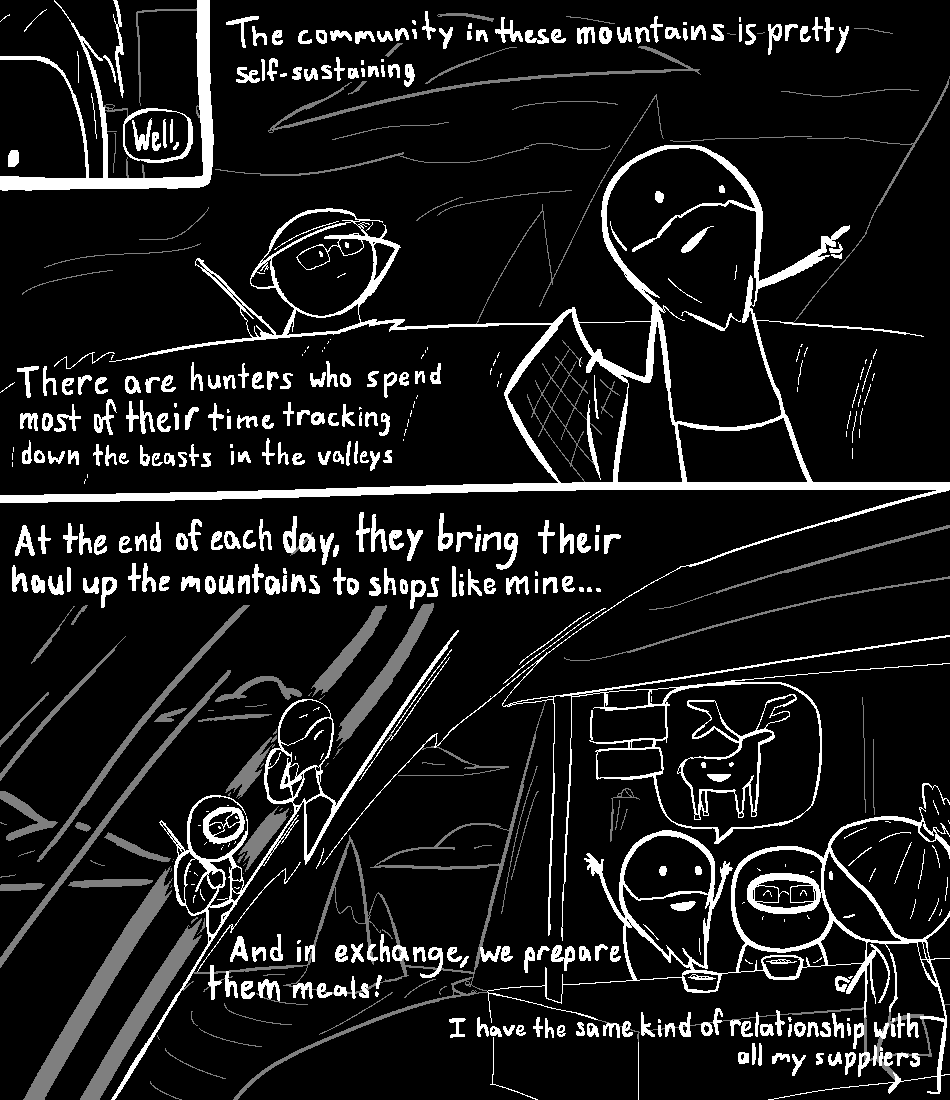 Well,
The community in these mountains is pretty
self-sustaining
There are hunters who spend
most of their time tracking
down the beasts in the valleys
At the end of each day, they bring their
haul up the mountains to shops like mine...
And in exchange, we prepare
them meals!
I have the same kind of relationship with
all my suppliers